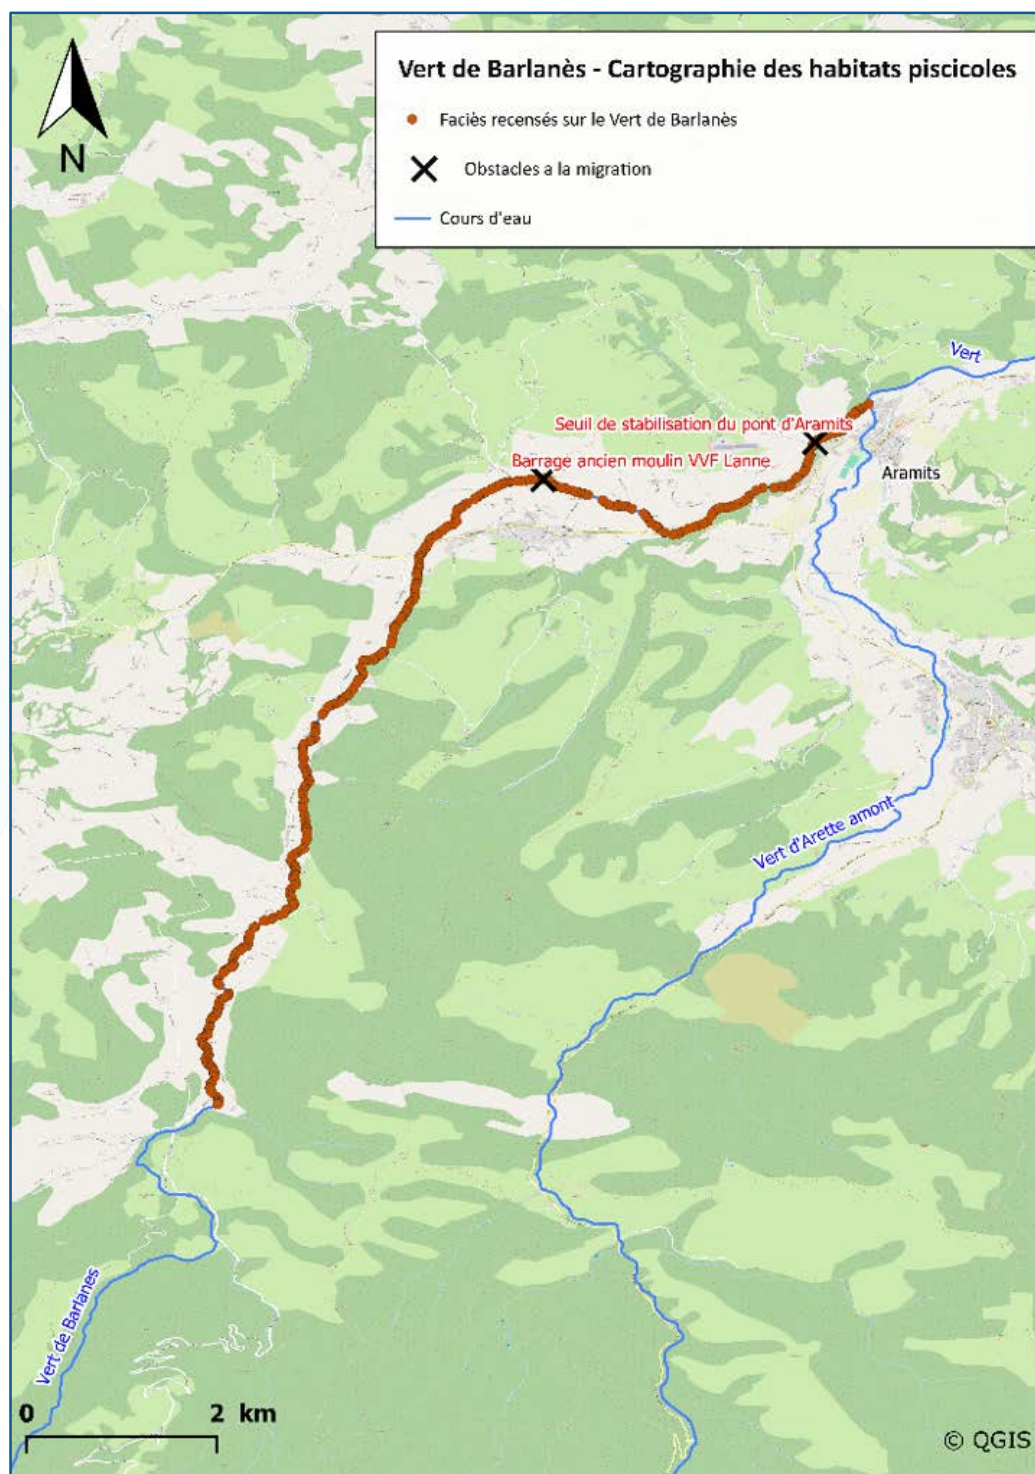 Vert de Barlanès - Cartographie des habitats piscicoles
Faciès recensés sur le Vert de Barlanès
Obstacles a la migration
Cours d'eau
N
Vert
Seuil de stabilisation du pont d'Aramits
Barrage ancien moulin VVF Lanne
Aramits
Vert d'Arette amont
Vert de Barlanes
0 2 km
© QGIS